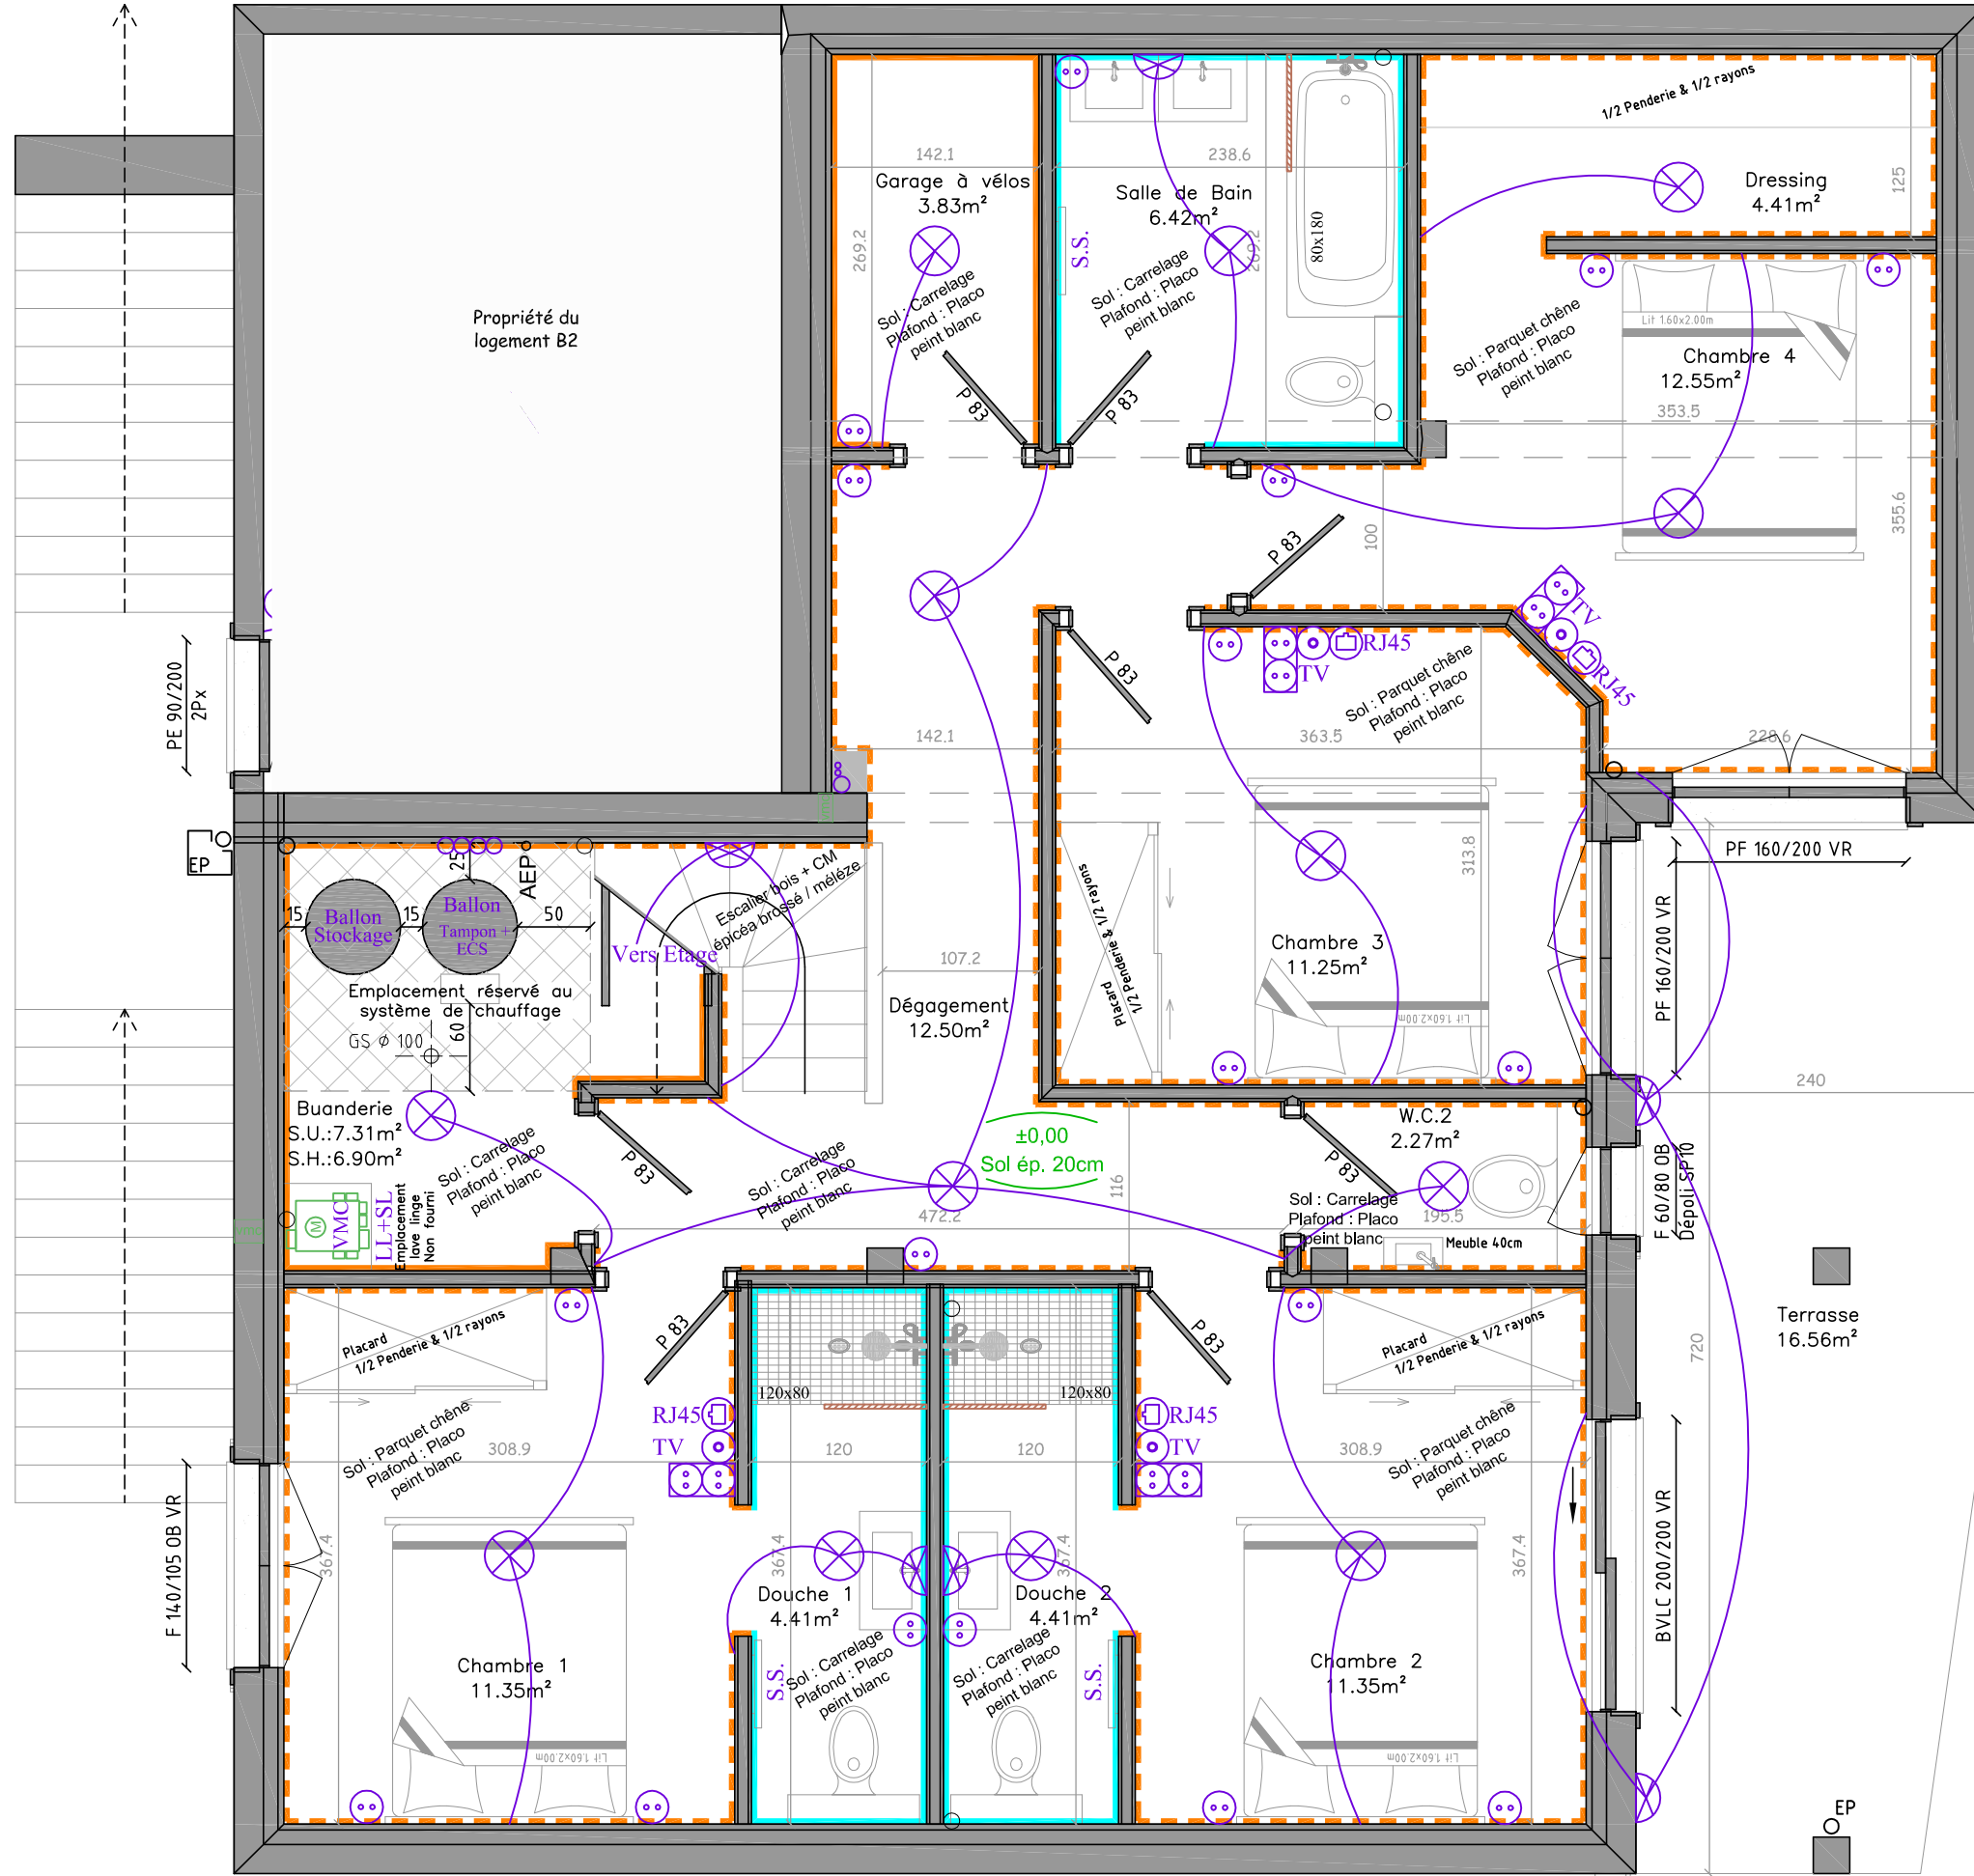 1/2 Penderie & 1/2 rayons
142.1
238.6
125
Garage à vélos
3.83m²
Salle de Bain
6.42m²
Dressing
4.41m²
269.2
269.2
S.S.
80x180
Sol : Carrelage
Plafond : Placo
peint blanc
Sol : Carrelage
Plafond : Placo
peint blanc
Propriété du
logement B2
Lit 1.60x2.00m
Sol : Parquet chêne
Plafond : Placo
peint blanc
Chambre 4
12.55m²
353.5
P 83
P 83
355.6
100
P 83
TV
RJ45
RJ45
TV
P 83
Sol : Parquet chêne
Plafond : Placo
peint blanc
PE 90/200
2Px
142.1
363.5
228.6
EP
25
AEP
Escalier bois + CM
épicéa brossé / mélèze
313.8
PF 160/200 VR
15
Ballon
Stockage
15
Ballon
Tampon +
ECS
50
Vers Etage
107.2
Placard
1/2 Penderie & 1/2 rayons
Chambre 3
11.25m²
PF 160/200 VR
Emplacement réservé au
système de chauffage
GS Ø 100
60
Dégagement
12.50m²
Lit 1.60x2.00m
240
Buanderie
S.U.:7.31m²
S.H.:6.90m²
±0,00
Sol ép. 20cm
W.C.2
2.27m²
P 83
P 83
Sol : Carrelage
Plafond : Placo
peint blanc
Sol : Carrelage
Plafond : Placo
peint blanc
116
Sol : Carrelage
Plafond : Placo
peint blanc
F 60/80 OB
Dépoli SP10
M
VMC
LL+SL
Emplacement
lave linge
Non fourni
472.2
195.5
Meuble 40cm
Terrasse
16.56m²
720
Placard
1/2 Penderie & 1/2 rayons
P 83
P 83
Placard
1/2 Penderie & 1/2 rayons
120x80
120x80
RJ45
TV
RJ45
TV
Sol : Parquet chêne
Plafond : Placo
peint blanc
308.9
120
120
308.9
Sol : Parquet chêne
Plafond : Placo
peint blanc
F 140/105 OB VR
367.4
367.4
367.4
367.4
BVLC 200/200 VR
Douche 1
4.41m²
Douche 2
4.41m²
Chambre 1
11.35m²
S.S.
Sol : Carrelage
Plafond : Placo
peint blanc
Sol : Carrelage
Plafond : Placo
peint blanc
S.S.
Chambre 2
11.35m²
Lit 1.60x2.00m
Lit 1.60x2.00m
EP